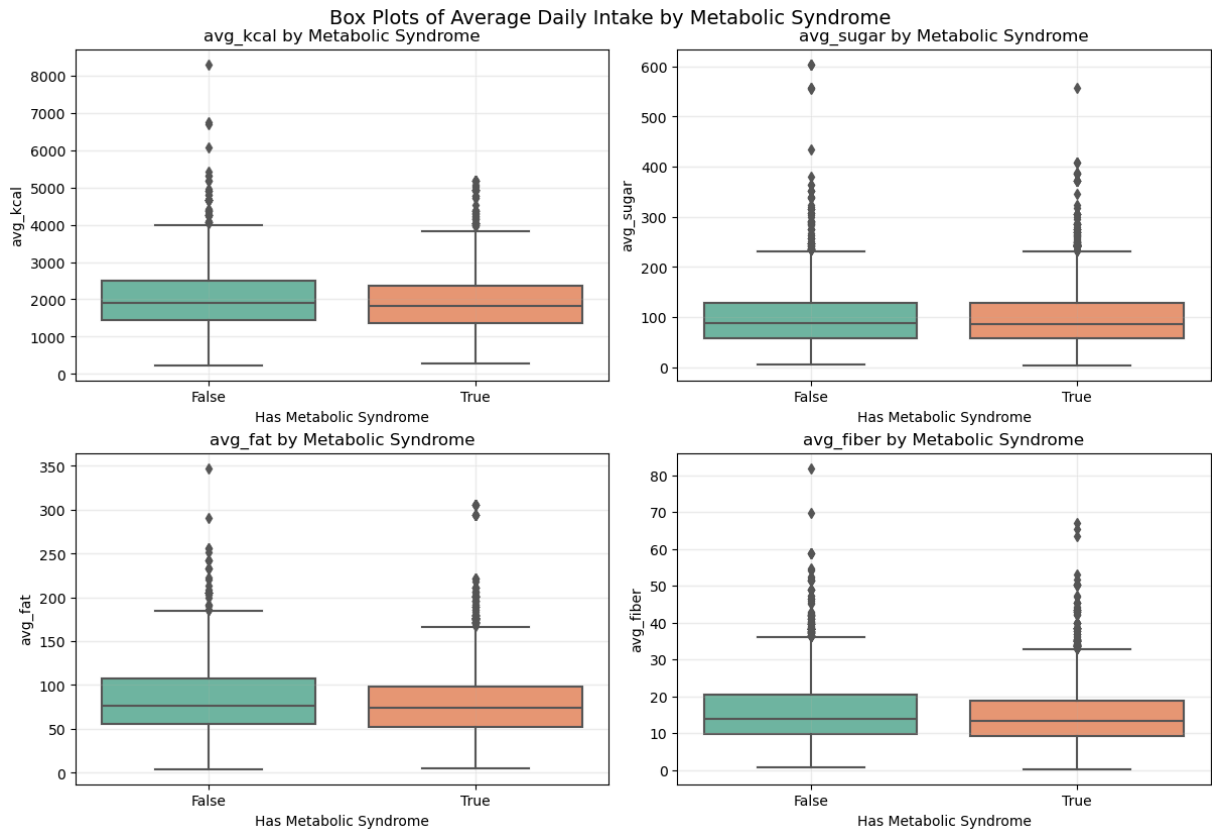 Box Plots of Average Daily Intake by Metabolic Syndrome
avg_kcal by Metabolic Syndrome
8000
7000
6000
5000
4000
3000
2000
1000
0
avg_kcal
False
True
Has Metabolic Syndrome
avg_sugar by Metabolic Syndrome
600
500
400
300
200
100
0
avg_sugar
False
True
Has Metabolic Syndrome
avg_fat by Metabolic Syndrome
350
300
250
200
150
100
50
0
avg_fat
False
True
Has Metabolic Syndrome
avg_fiber by Metabolic Syndrome
80
70
60
50
40
30
20
10
0
avg_fiber
False
True
Has Metabolic Syndrome